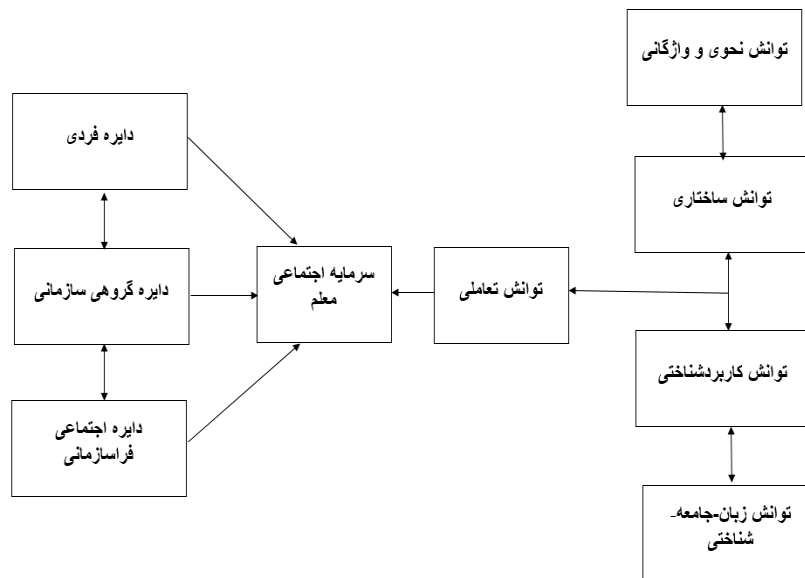 توانش نحوی و واژگانی
توانش ساختاری
توانش کاربردشناختی
توانش زبان-جامعه-
شناختی
توانش تعاملی
سرمایه اجتماعی
معلم
دایره فردی
دایره گروهی سازمانی
دایره اجتماعی
فراسازمانی